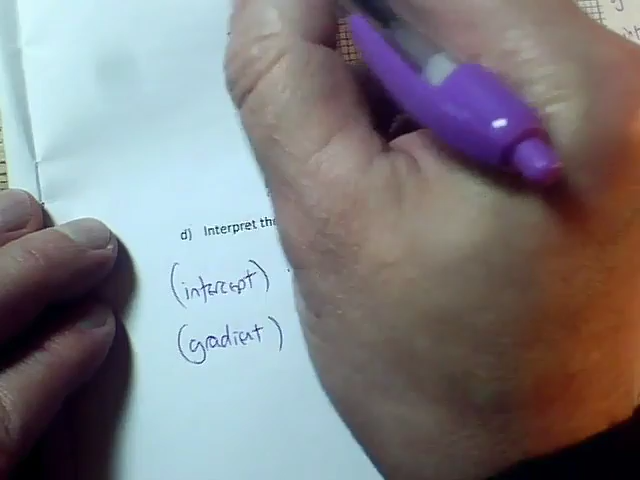 d) Interpret the
(intercept)
(gradient)